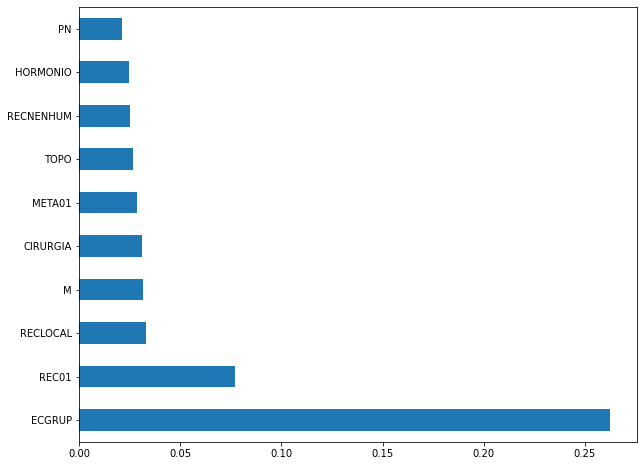 PN
HORMONIO
RECNENHUM
TOPO
META01
CIRURGIA
M
RECLOCAL
REC01
ECGRUP
0.00 0.05 0.10 0.15 0.20 0.25